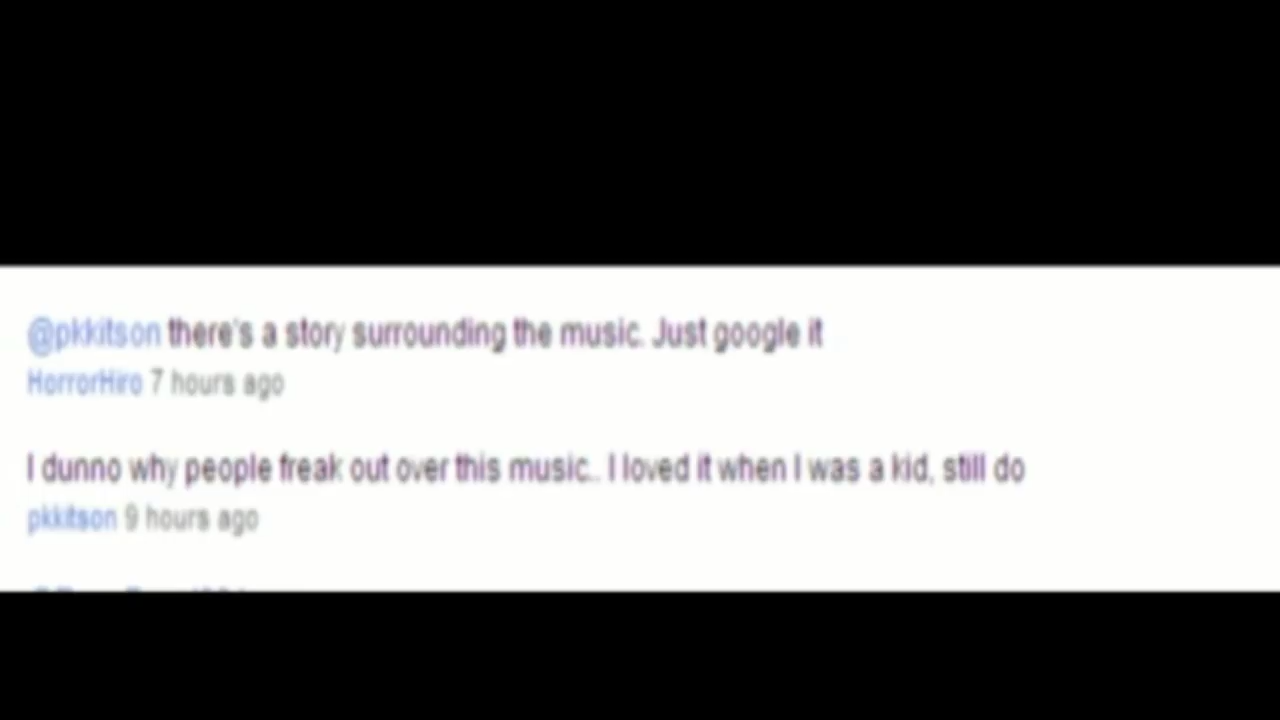 @pkkitson there's a story surrounding the music. Just google it
HorrorHiro 7 hours ago
I dunno why people freak out over this music.. I loved it when I was a kid, still do
pkkitson 9 hours ago